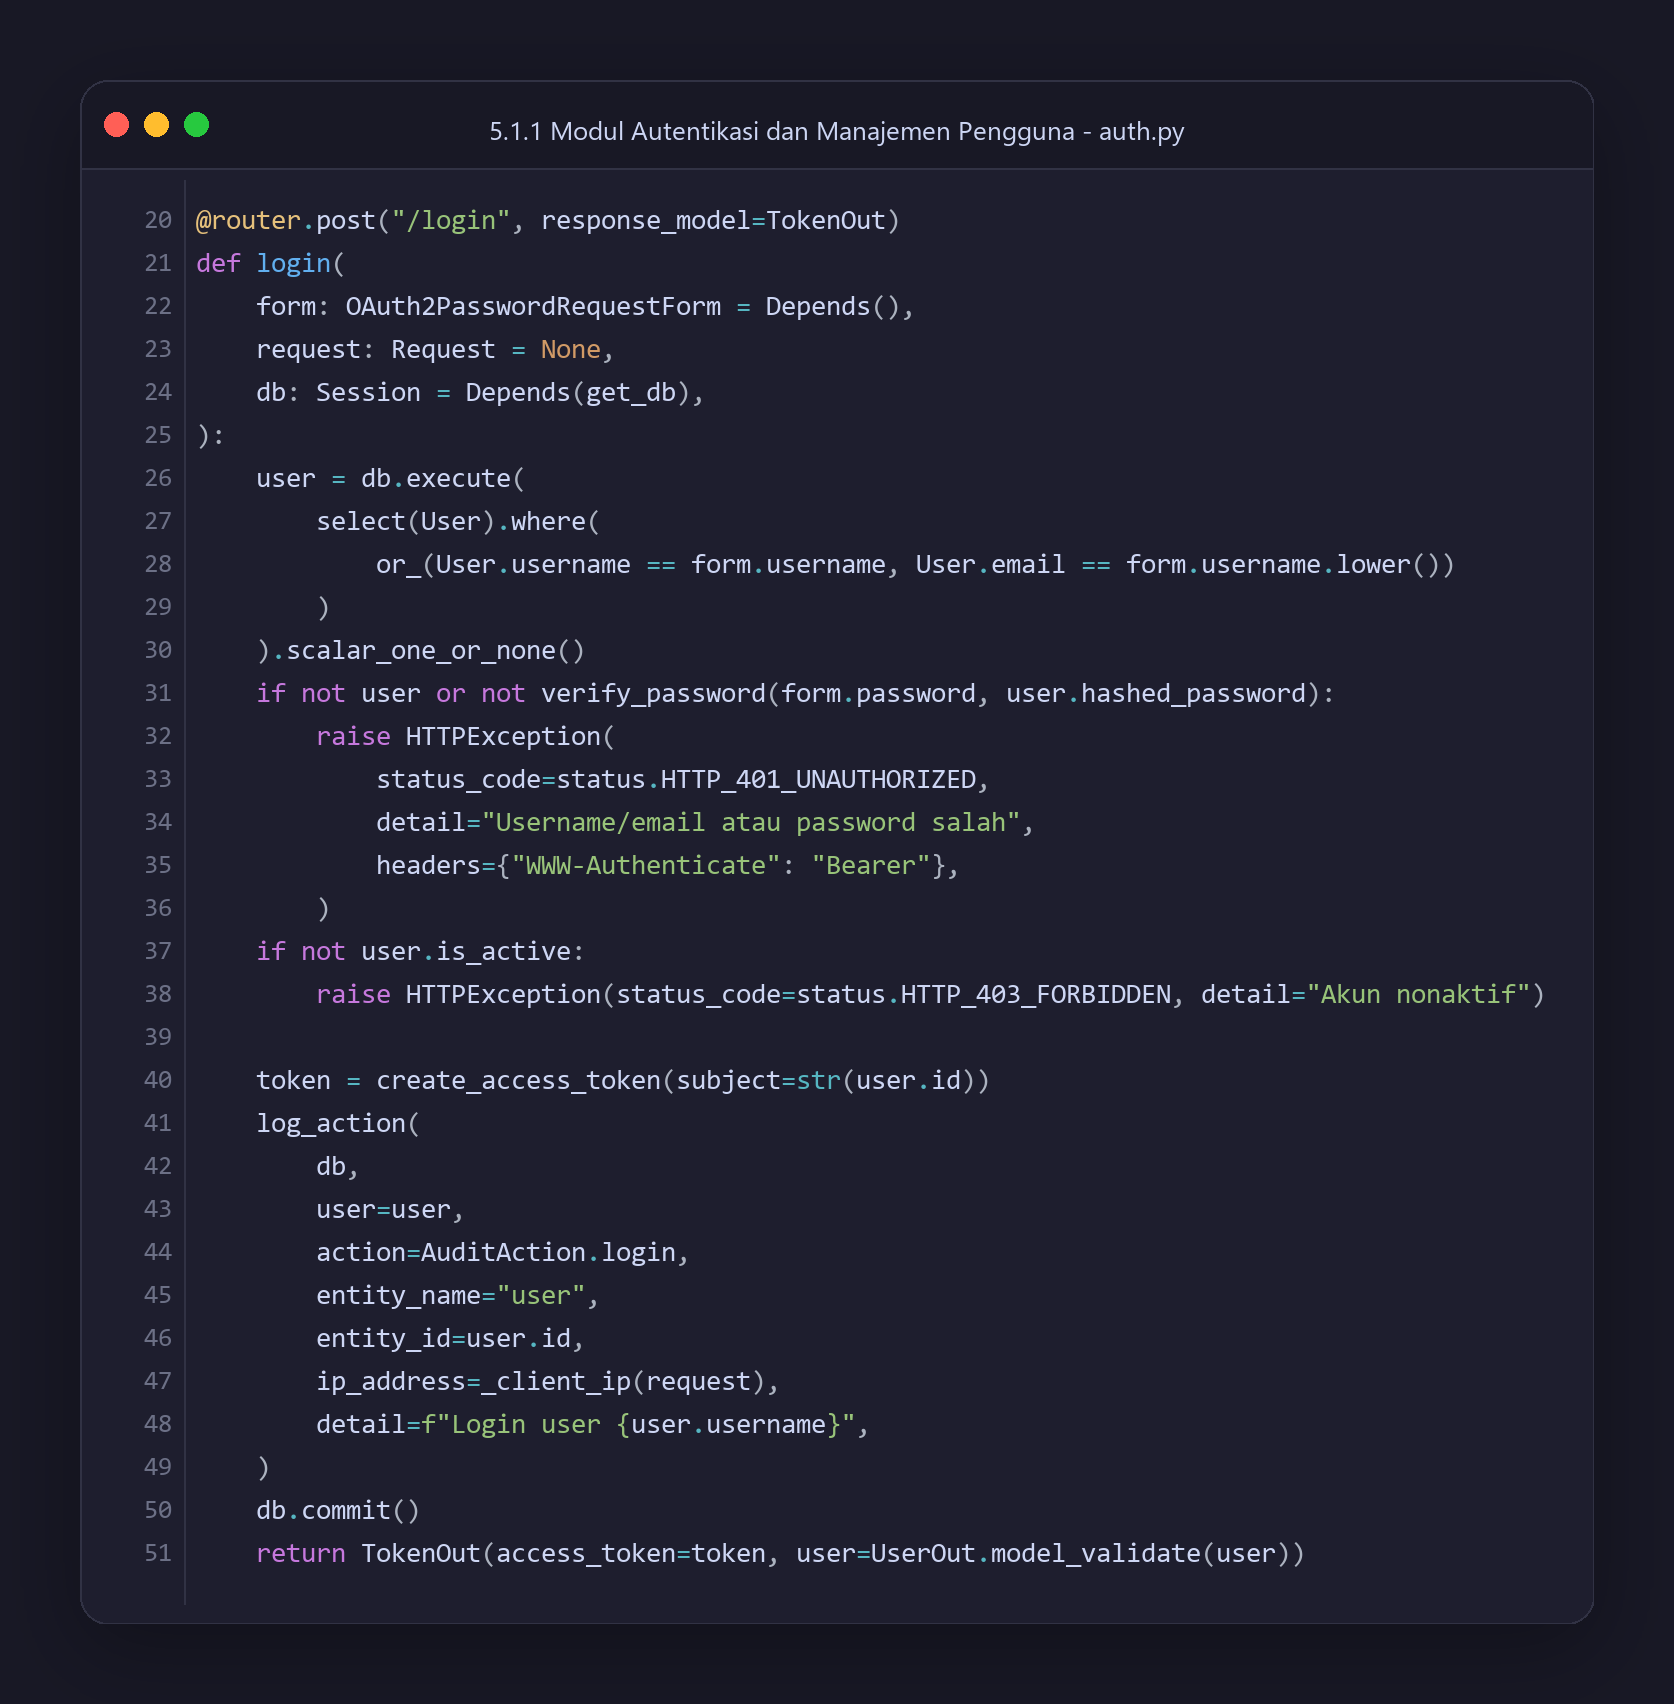 5.1.1 Modul Autentikasi dan Manajemen Pengguna - auth.py
20 @router.post("/login", response_model=TokenOut)
21 def login(
22     form: OAuth2PasswordRequestForm = Depends(),
23     request: Request = None,
24     db: Session = Depends(get_db),
25 ):
26     user = db.execute(
27         select(User).where(
28             or_(User.username == form.username, User.email == form.username.lower())
29         )
30     ).scalar_one_or_none()
31     if not user or not verify_password(form.password, user.hashed_password):
32         raise HTTPException(
33             status_code=status.HTTP_401_UNAUTHORIZED,
34             detail="Username/email atau password salah",
35             headers={"WWW-Authenticate": "Bearer"},
36         )
37     if not user.is_active:
38         raise HTTPException(status_code=status.HTTP_403_FORBIDDEN, detail="Akun nonaktif")
39
40     token = create_access_token(subject=str(user.id))
41     log_action(
42         db,
43         user=user,
44         action=AuditAction.login,
45         entity_name="user",
46         entity_id=user.id,
47         ip_address=_client_ip(request),
48         detail=f"Login user {user.username}",
49     )
50     db.commit()
51     return TokenOut(access_token=token, user=UserOut.model_validate(user))